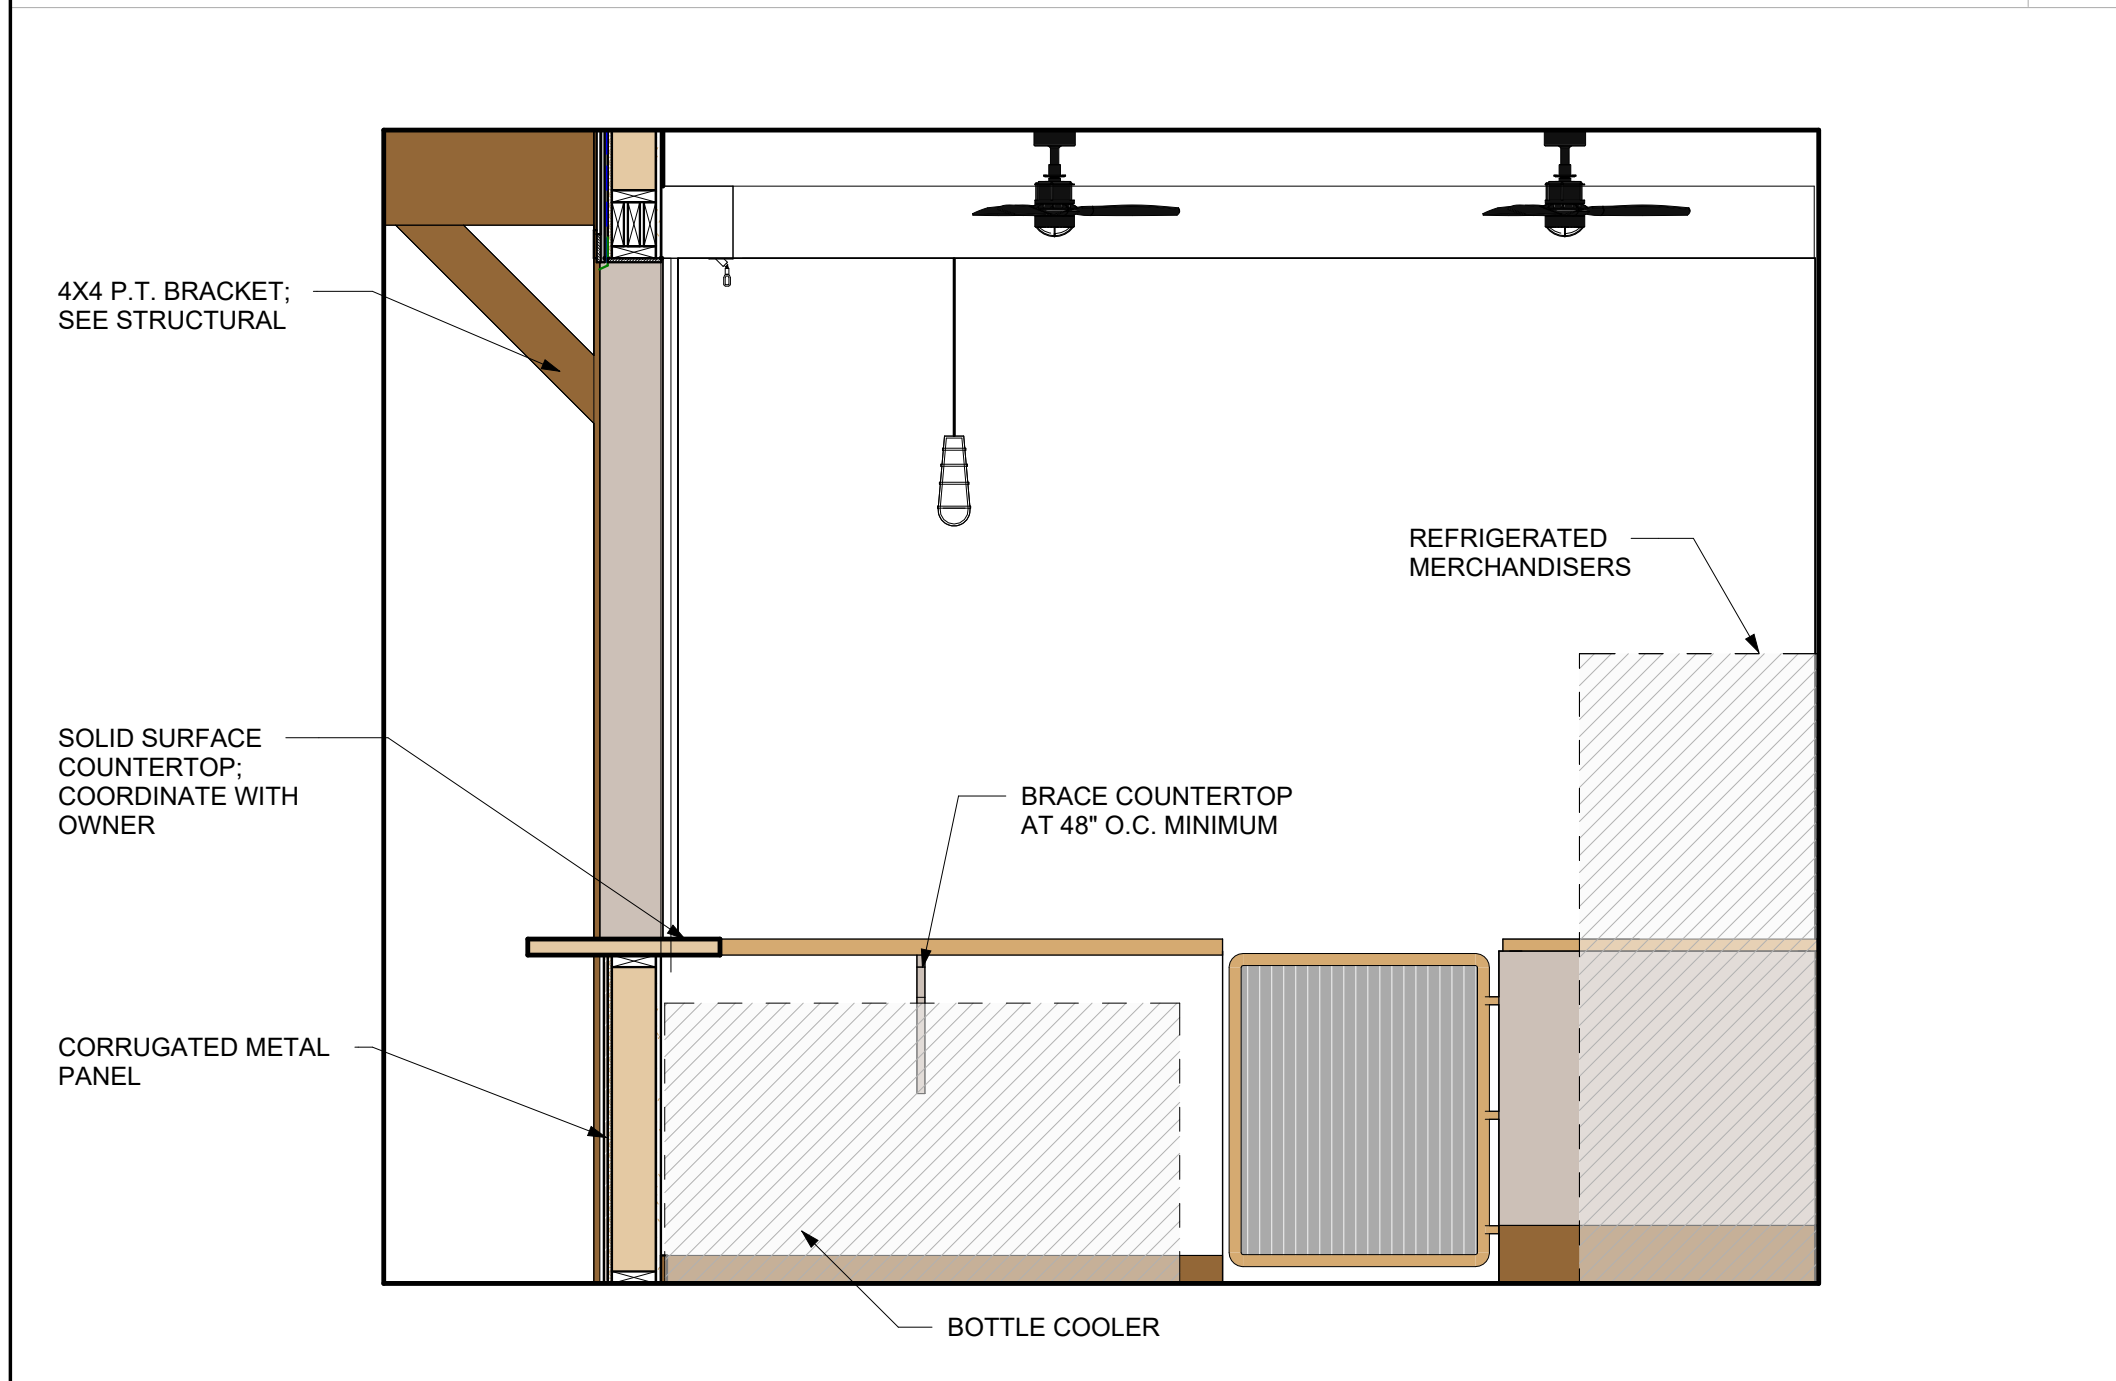 4X4 P.T. BRACKET;
SEE STRUCTURAL
REFRIGERATED
MERCHANDISERS
SOLID SURFACE
COUNTERTOP;
COORDINATE WITH
OWNER
BRACE COUNTERTOP
AT 48" O.C. MINIMUM
CORRUGATED METAL
PANEL
BOTTLE COOLER